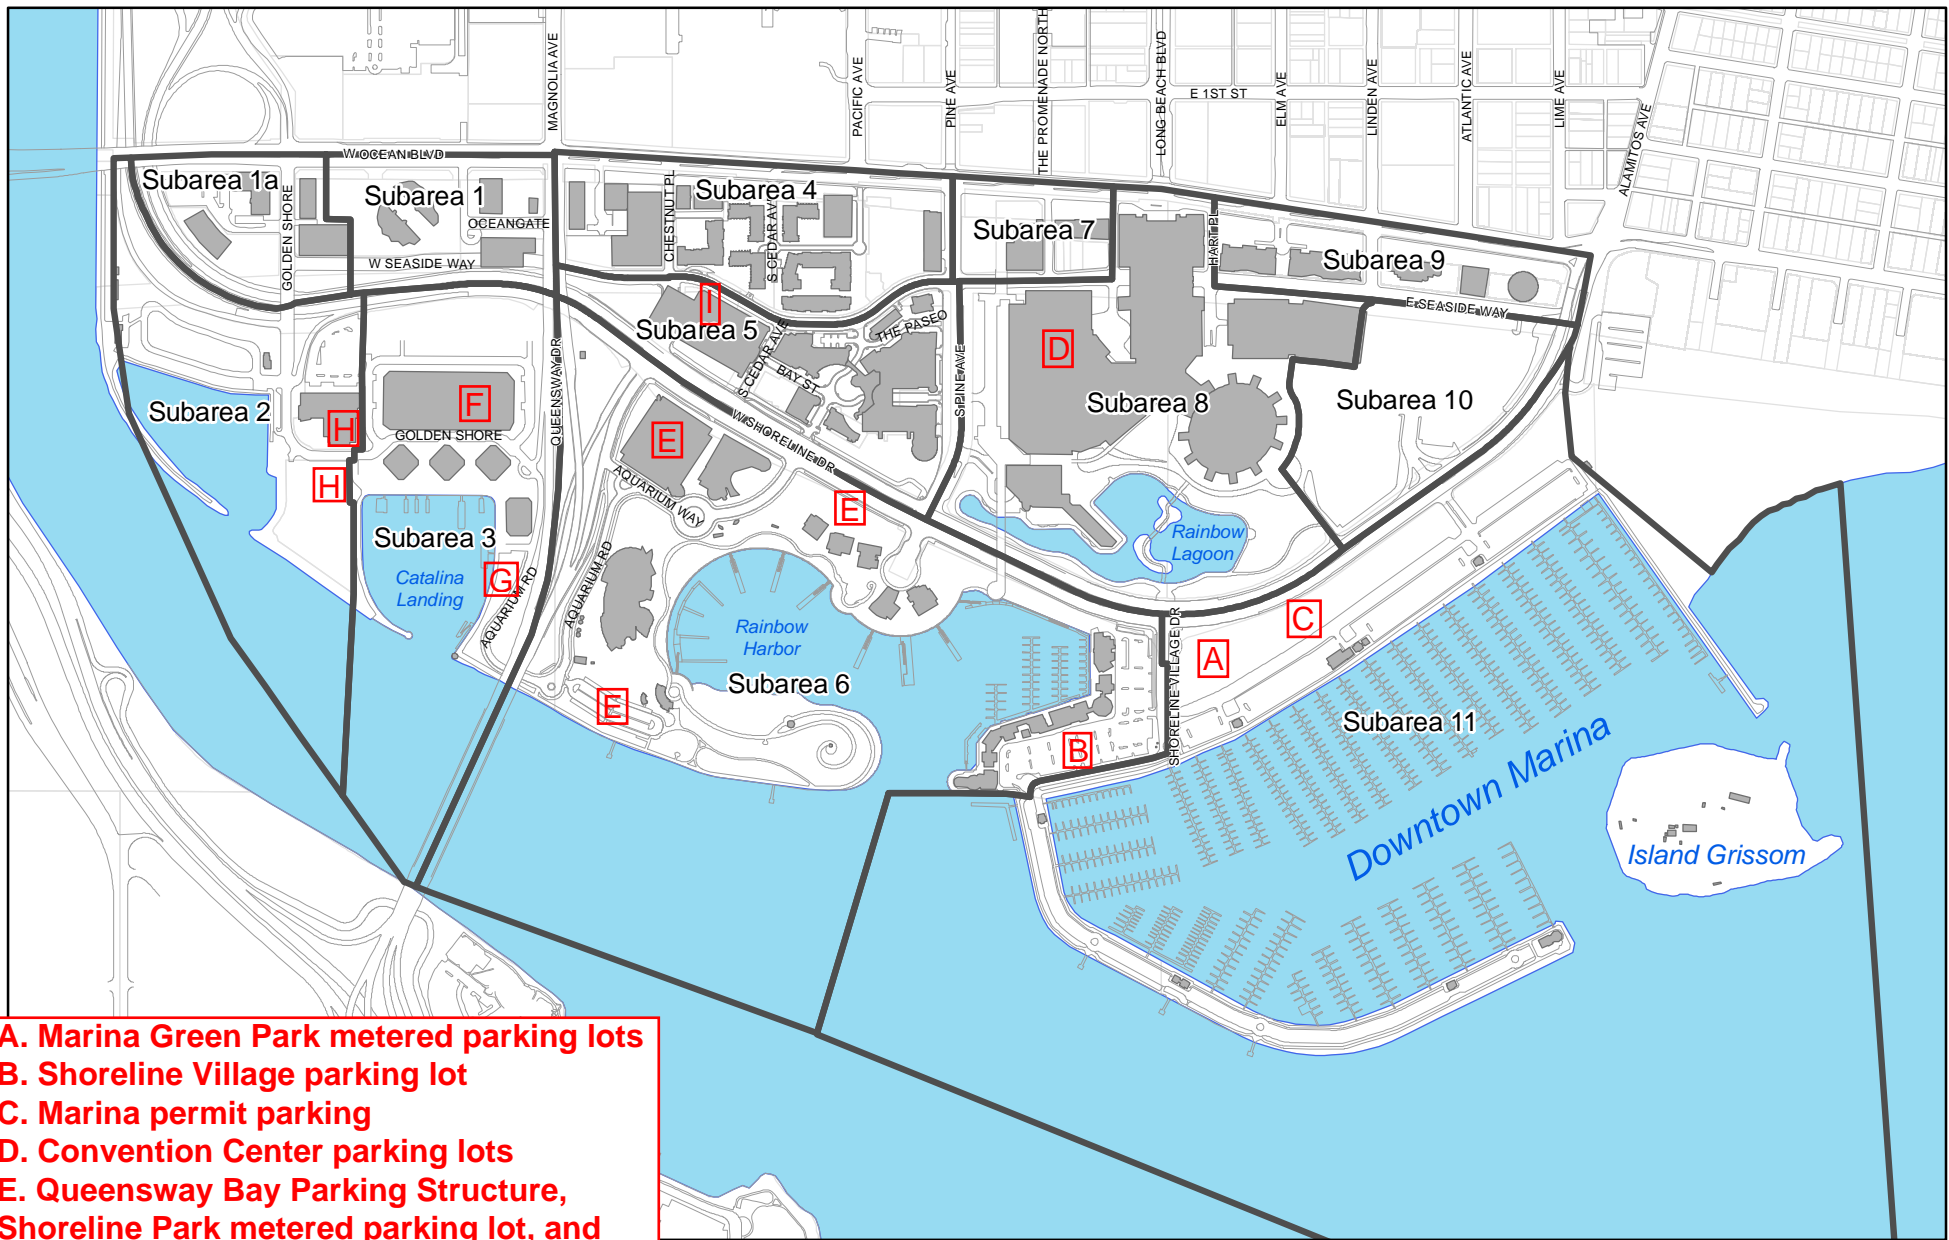 MAGNOLIA AVE
PACIFIC AVE
PINE AVE
THE PROMENADE NORTH
LONG BEACH BLVD
E 1ST ST
ELM AVE
LINDEN AVE
ATLANTIC AVE
LIME AVE
ALAMITOS AVE
W OCEAN BLVD
Subarea 1a
GOLDEN SHORE
Subarea 1
OCEANGATE
W SEASIDE WAY
CHESTNUT PL
Subarea 4
S CEDAR AVE
Subarea 7
HART PL
Subarea 9
E SEASIDE WAY
I
Subarea 5
S CEDAR AVE
THE PASEO
BAY ST
S PINE AVE
D
Subarea 8
Subarea 10
QUEENSWAY DR
Subarea 2
H
F
GOLDEN SHORE
E
W SHORELINE DR
AQUARIUM WAY
H
E
Subarea 3
Catalina
Landing
G
AQUARIUM RD
AQUARIUM RD
Rainbow
Lagoon
Rainbow
Harbor
Subarea 6
E
C
A
SHORELINE VILLAGE DR
B
Subarea 11
Downtown Marina
Island Grissom
A. Marina Green Park metered parking lots
B. Shoreline Village parking lot
C. Marina permit parking
D. Convention Center parking lots
E. Queensway Bay Parking Structure,
Shoreline Park metered parking lot, and